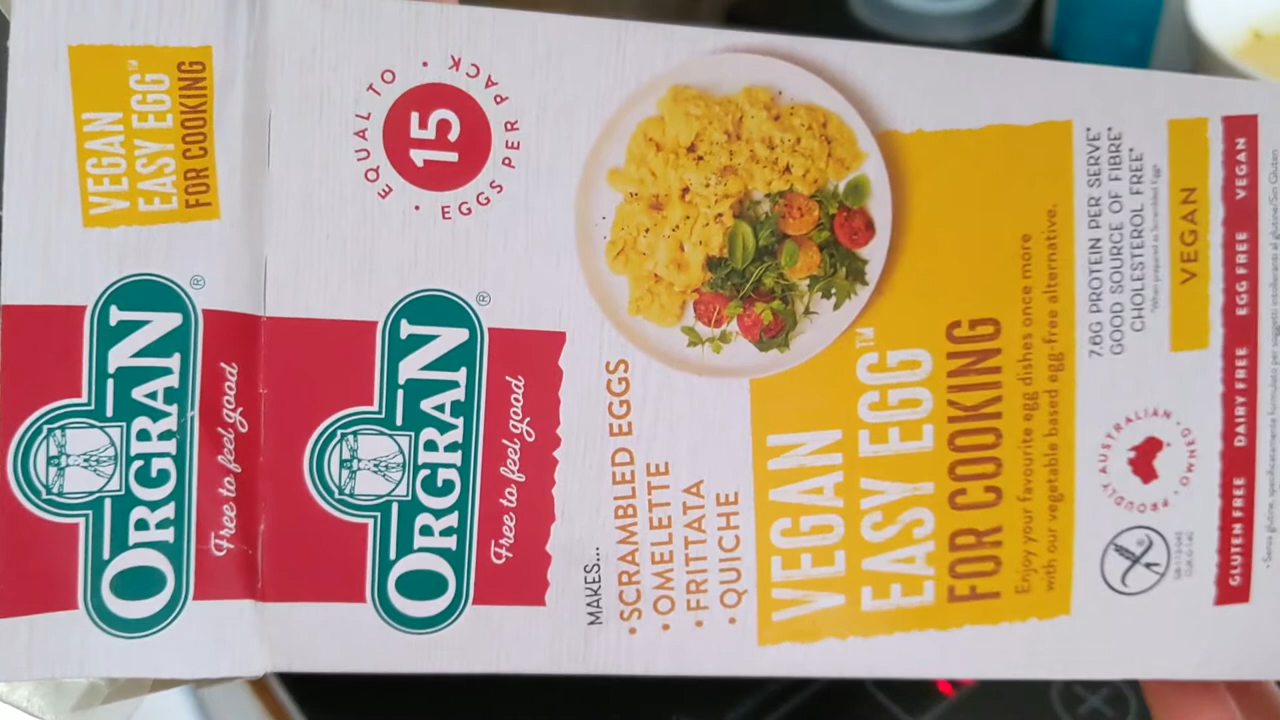 VEGAN
EASY EGG™
FOR COOKING
ORGRAN®
Free to feel good
EQUAL TO
15
• EGGS PER PACK •
ORGRAN®
Free to feel good
MAKES...
•SCRAMBLED EGGS
•OMELETTE
•FRITTATA
•QUICHE
VEGAN
EASY EGG™
FOR COOKING
Enjoy your favourite egg dishes once more
with our vegetable based egg-free alternative.
7.6G PROTEIN PER SERVE*
GOOD SOURCE OF FIBRE*
CHOLESTEROL FREE*
*When prepared as Scrambled Eggs
PROUDLY AUSTRALIAN • OWNED •
VEGAN
GLUTEN FREE DAIRY FREE EGG FREE VEGAN